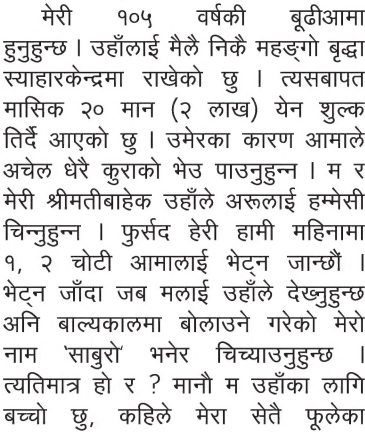 मेरी १०५ वर्षकी बूढीआमा
हुनुहुन्छ । उहाँलाई मैलै निकै महङ्गो बृद्धा
स्याहारकेन्द्रमा राखेको छु । त्यसबापत
मासिक २० मान (२ लाख) येन शुल्क
तिर्दै आएको छु । उमेरका कारण आमाले
अचेल धेरै कुराको भेउ पाउनुहुन्न । म र
मेरी श्रीमतीबाहेक उहाँले अरूलाई हम्मेसी
चिन्नुहुन्न । फुर्सद हेरी हामी महिनामा
१, २ चोटी आमालाई भेट्न जान्छौं ।
भेट्न जाँदा जब मलाई उहाँले देख्नुहुन्छ
अनि बाल्यकालमा बोलाउने गरेको मेरो
नाम 'साबुरो' भनेर चिच्याउनुहुन्छ ।
त्यतिमात्र हो र ? मानौ म उहाँका लागि
बच्चो छु, कहिले मेरा सेतै फूलेका